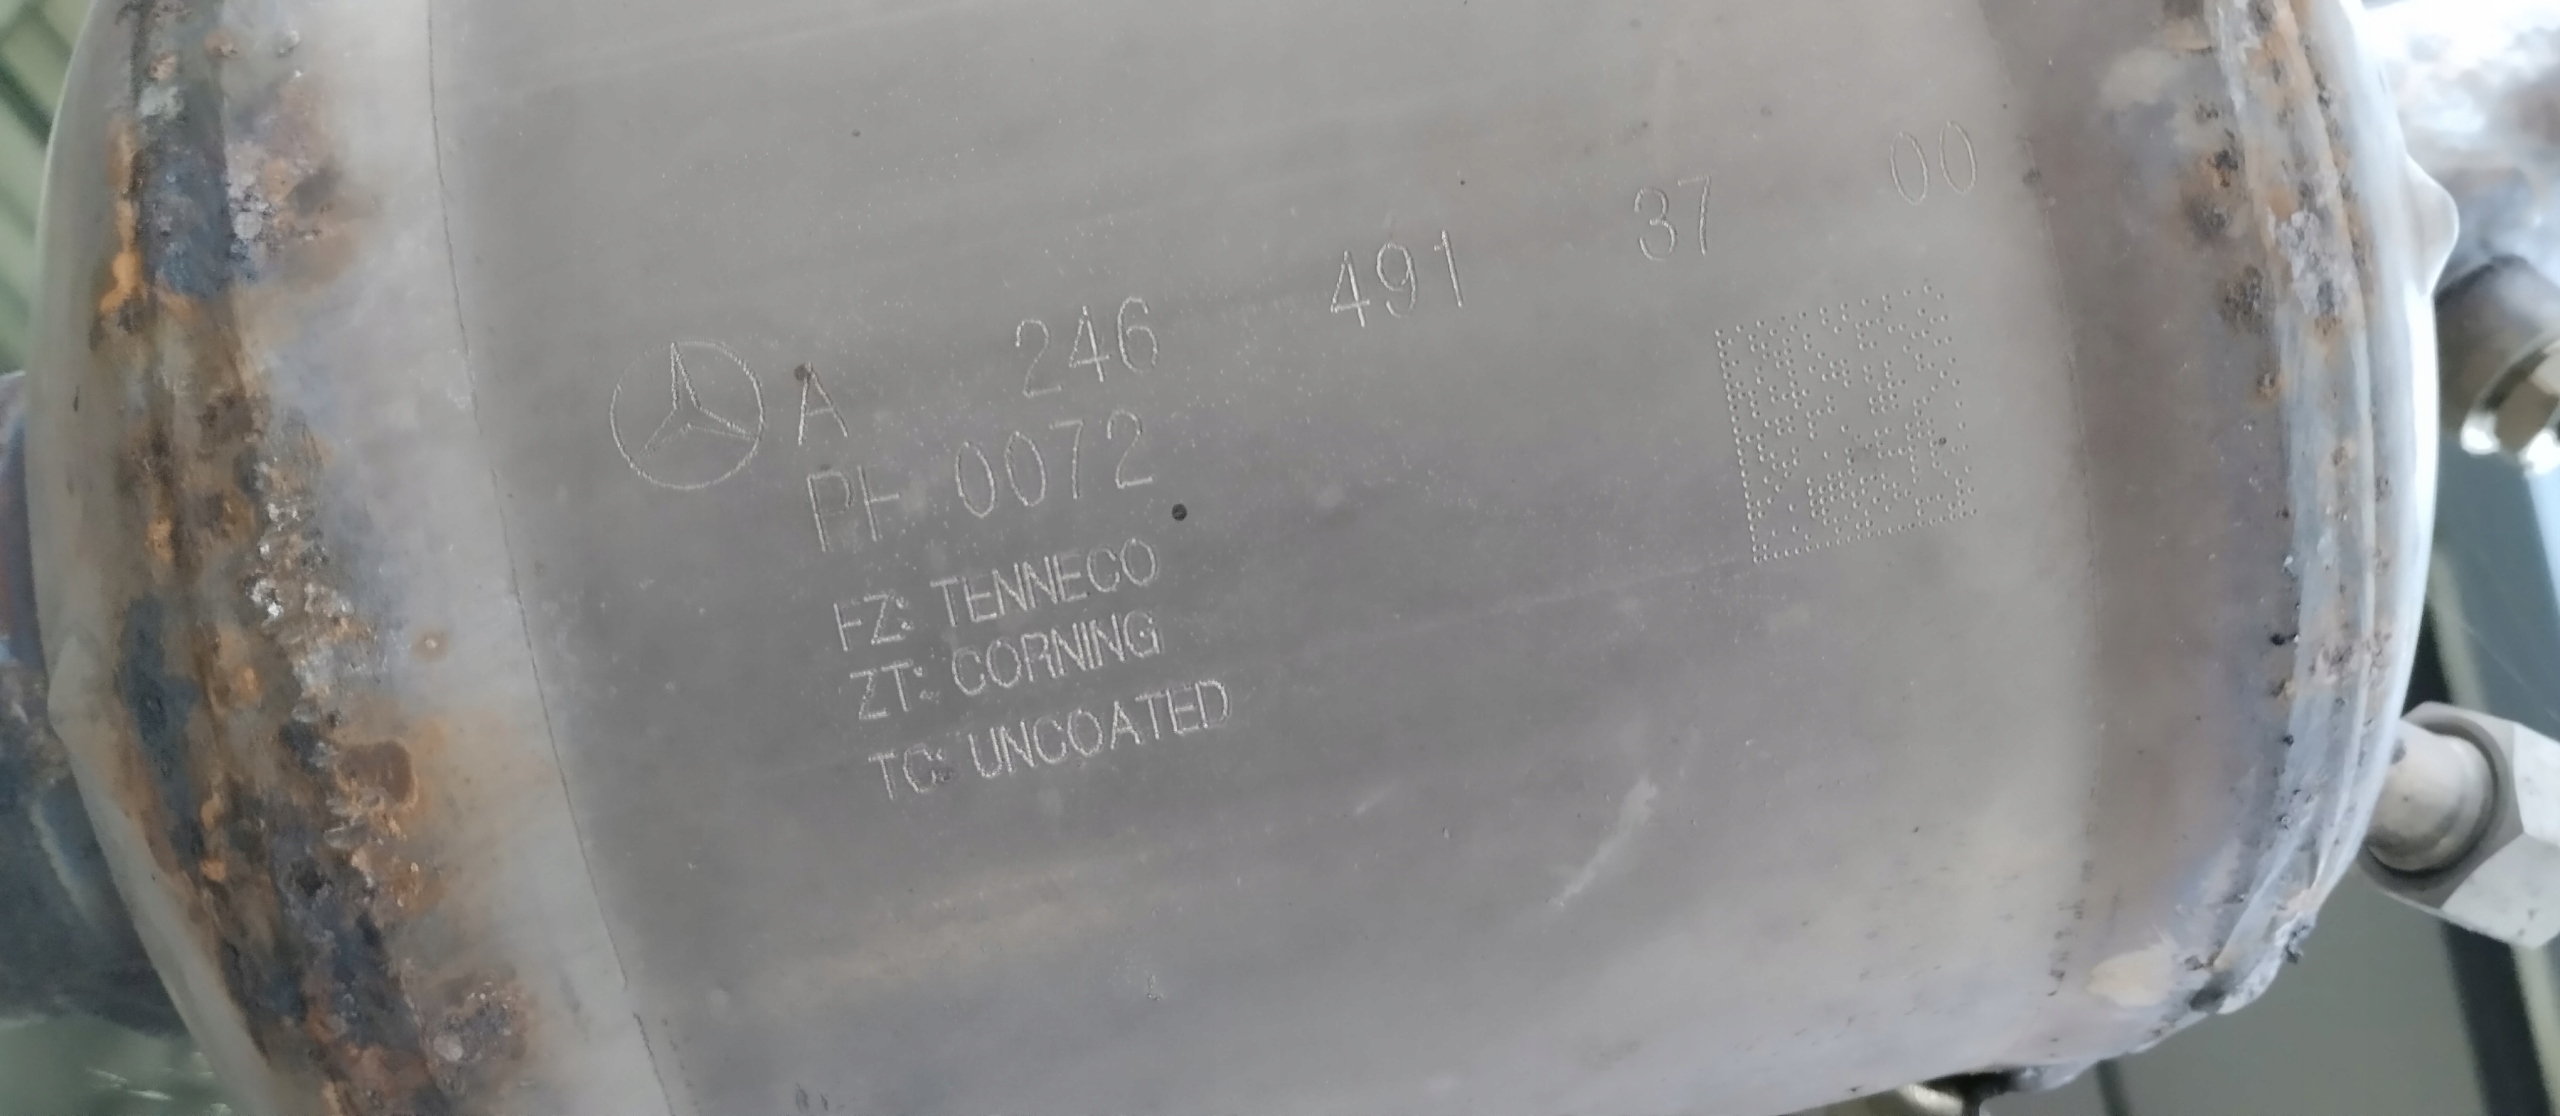 A 246 491 37 00
PF 0072
FZ: TENNECO
ZT: CORNING
TC: UNCOATED